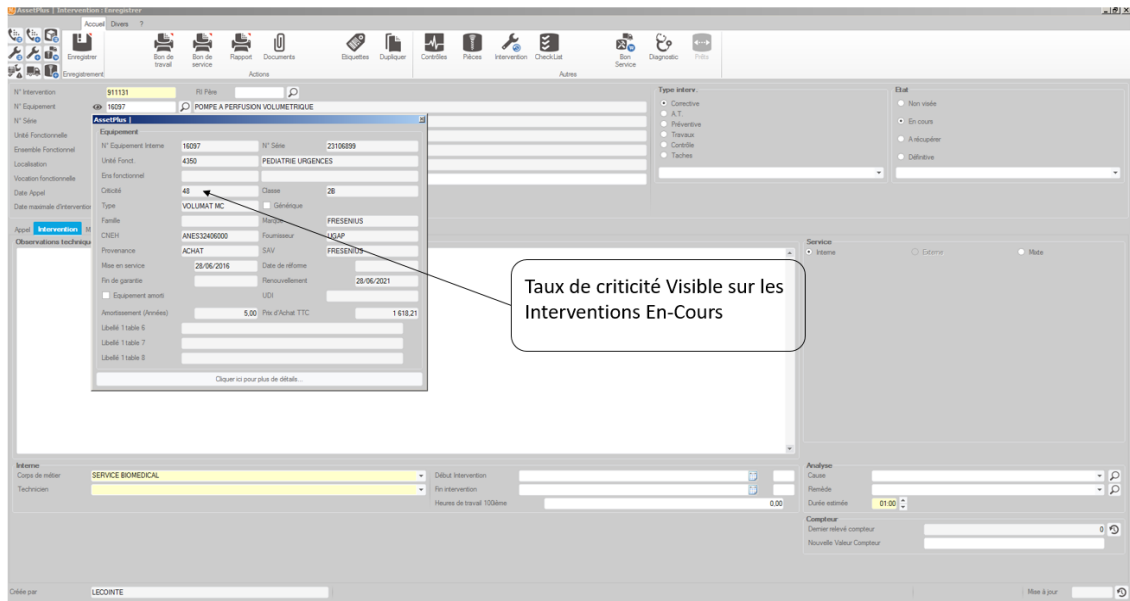 AssetPlus | Intervention : Enregistrer
Accueil Divers ?
Enregistrer
Bon de travail
Bon de service
Rapport
Documents
Etiquettes
Dupliquer
Contrôles
Pièces
Intervention
CheckList
Bon Service
Diagnostic
Prêts
Enregistrement
Actions
Autres
N° Intervention 911131 RI Père
N° Equipement 16097 POMPE A PERFUSION VOLUMETRIQUE
N° Série
Unité Fonctionnelle
Ensemble Fonctionnel
Localisation
Vocation fonctionnelle
Date Appel
Date maximale d'intervention
Type interv.
Corrective
A.T.
Préventive
Travaux
Contrôle
Taches
Etat
Non visée
En cours
A récupérer
Définitive
AssetPlus |
Equipement
N° Équipement Interne 16097 N° Série 23106899
Unité Fonct. 4350 PEDIATRIE URGENCES
Ens fonctionnel
Criticité 48 Classe 2B
Type VOLUMAT MC Générique
Famille Marque FRESENIUS
CNEH ANES32406000 Fournisseur UGAP
Provenance ACHAT SAV FRESENIUS
Mise en service 28/06/2016 Date de réforme
Fin de garantie Renouvellement 28/06/2021
Equipement amorti UDI
Amortissement (Années) 5,00 Prix d'Achat TTC 1 618,21
Libellé 1 table 6
Libellé 1 table 7
Libellé 1 table 8
Cliquer ici pour plus de détails...
Appel Intervention M
Observations techniqu
Taux de criticité Visible sur les
Interventions En-Cours
Service
Interne Externe Mixte
Interne
Corps de métier SERVICE BIOMEDICAL
Technicien
Début Intervention
Fin intervention
Heures de travail 100ème 0,00
Analyse
Cause
Remède
Durée estimée 01:00
Compteur
Dernier relevé compteur 0
Nouvelle Valeur Compteur
Créée par LECOINTE
Mise à jour